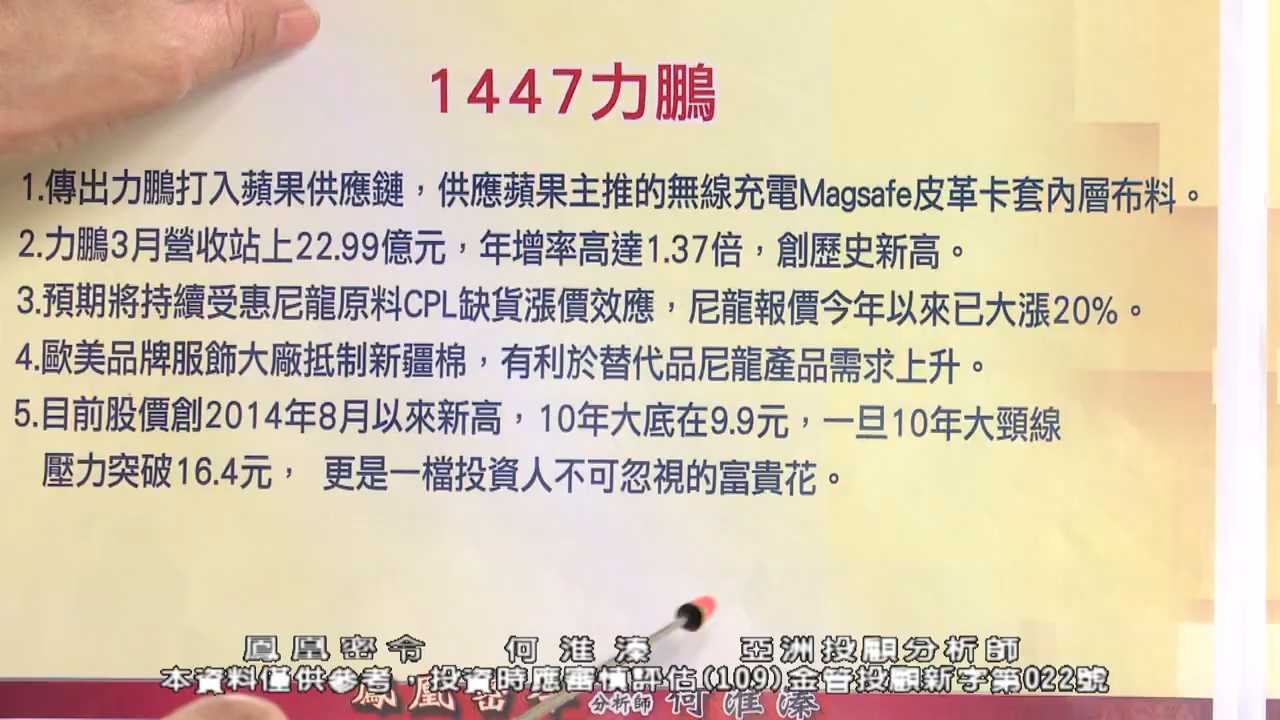 1447力鵬
1.傳出力鵬打入蘋果供應鏈，供應蘋果主推的無線充電Magsafe皮革卡套內層布料。
2.力鵬3月營收站上22.99億元，年增率高達1.37倍，創歷史新高。
3.預期將持續受惠尼龍原料CPL缺貨漲價效應，尼龍報價今年以來已大漲20%。
4.歐美品牌服飾大廠抵制新疆棉，有利於替代品尼龍產品需求上升。
5.目前股價創2014年8月以來新高，10年大底在9.9元，一旦10年大頸線
壓力突破16.4元， 更是一檔投資人不可忽視的富貴花。
鳳凰密令 何淮溱 亞洲投顧分析師
本資料僅供參考，投資時應審慎評估(109)金管投顧新字第022號
鳳凰密令 分析師 何淮溱